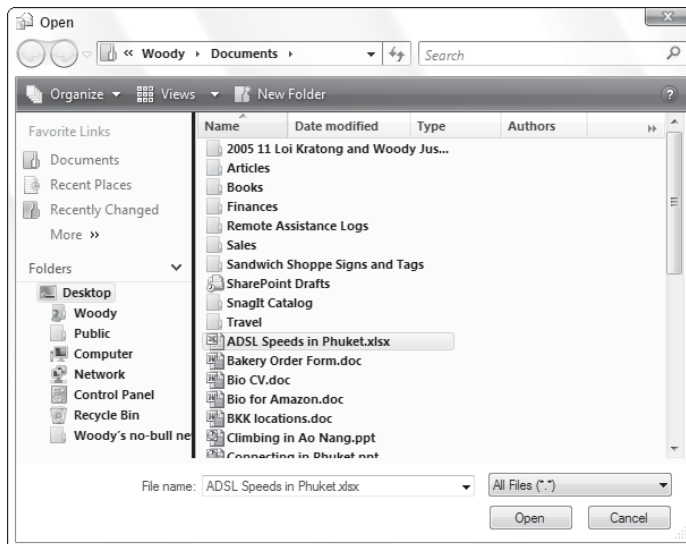 Open
« Woody ▸ Documents ▸
Search
Organize Views New Folder ?
Favorite Links
Documents
Recent Places
Recently Changed
More »
Folders
Desktop
Woody
Public
Computer
Network
Control Panel
Recycle Bin
Woody's no-bull ne
Name Date modified Type Authors »
2005 11 Loi Kratong and Woody Jus...
Articles
Books
Finances
Remote Assistance Logs
Sales
Sandwich Shoppe Signs and Tags
SharePoint Drafts
SnagIt Catalog
Travel
ADSL Speeds in Phuket.xlsx
Bakery Order Form.doc
Bio CV.doc
Bio for Amazon.doc
BKK locations.doc
Climbing in Ao Nang.ppt
Connecting in Phuket.ppt
File name: ADSL Speeds in Phuket.xlsx
All Files (*.*)
Open Cancel